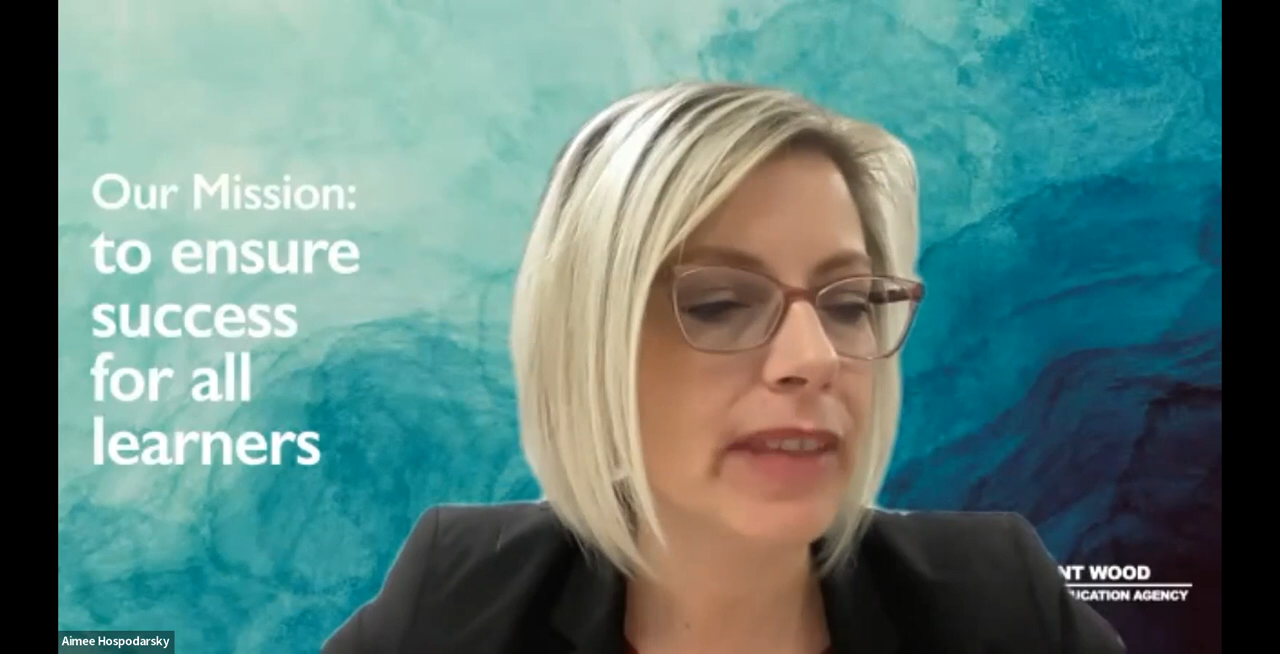 Our Mission:
to ensure
success
for all
learners
NT WOOD
UCATION AGENCY
Aimee Hospodarsky